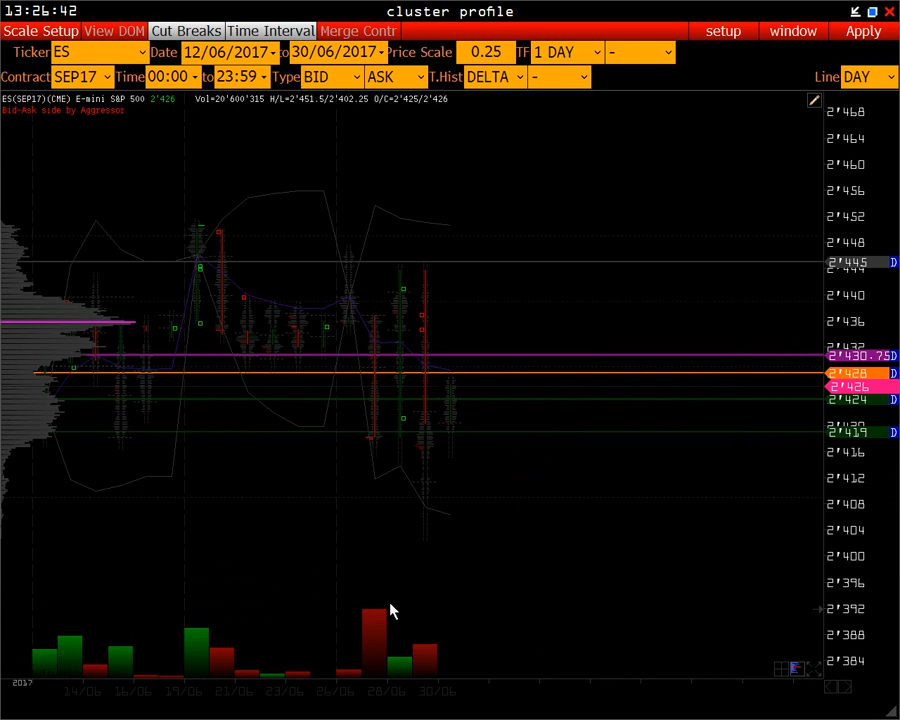 13:26:42 cluster profile
Scale Setup View DOM Cut Breaks Time Interval Merge Contr setup window Apply
Ticker ES Date 12/06/2017 to 30/06/2017 Price Scale 0.25 TF 1 DAY -
Contract SEP17 Time 00:00 to 23:59 Type BID ASK T.Hist DELTA - Line DAY
ES(SEP17)(CME) E-mini S&P 500 2'426 Vol=20'600'315 H/L=2'451.5/2'402.25 O/C=2'425/2'426
Bid-Ask side by Aggressor
2'468
2'464
2'460
2'456
2'452
2'448
2'445 D
2'444
2'440
2'436
2'432
2'430.75 D
2'428 D
2'426
2'424 D
2'419 D
2'416
2'412
2'408
2'404
2'400
2'396
2'392
2'388
2'384
2017 14/06 16/06 19/06 21/06 23/06 26/06 28/06 30/06